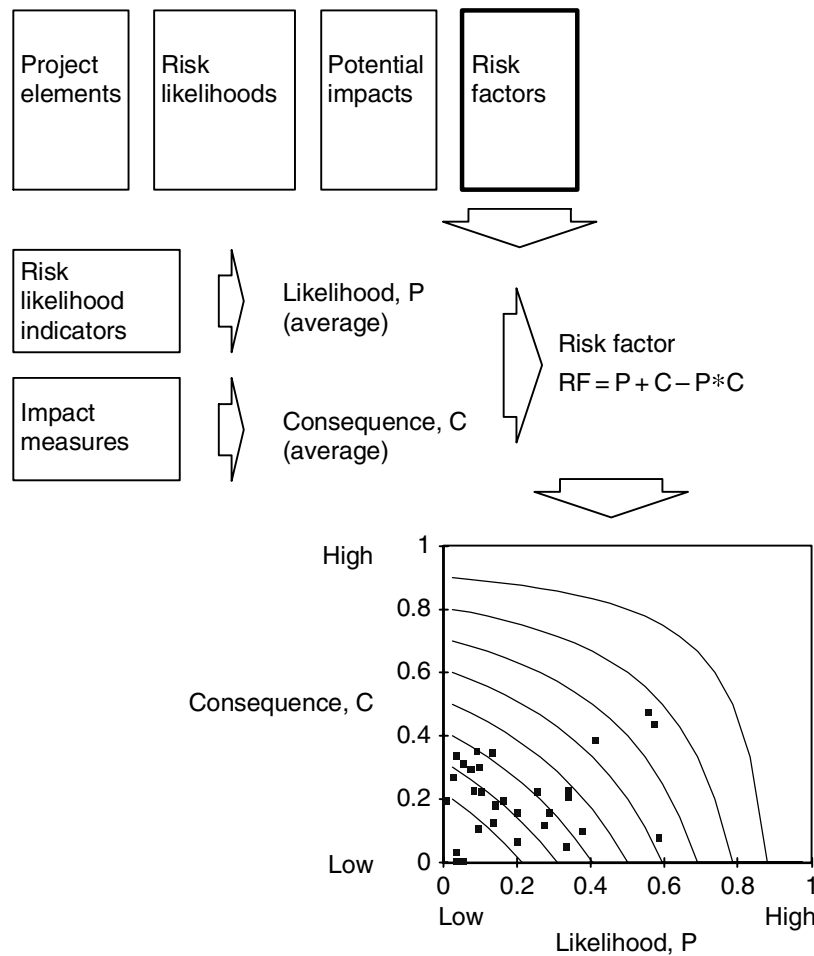 Project
elements
Risk
likelihoods
Potential
impacts
Risk
factors
Risk
likelihood
indicators
Likelihood, P
(average)
Risk factor
RF = P + C – P*C
Impact
measures
Consequence, C
(average)
High
1
0.8
0.6
Consequence, C
0.4
0.2
Low
0
0 0.2 0.4 0.6 0.8 1
Low High
Likelihood, P